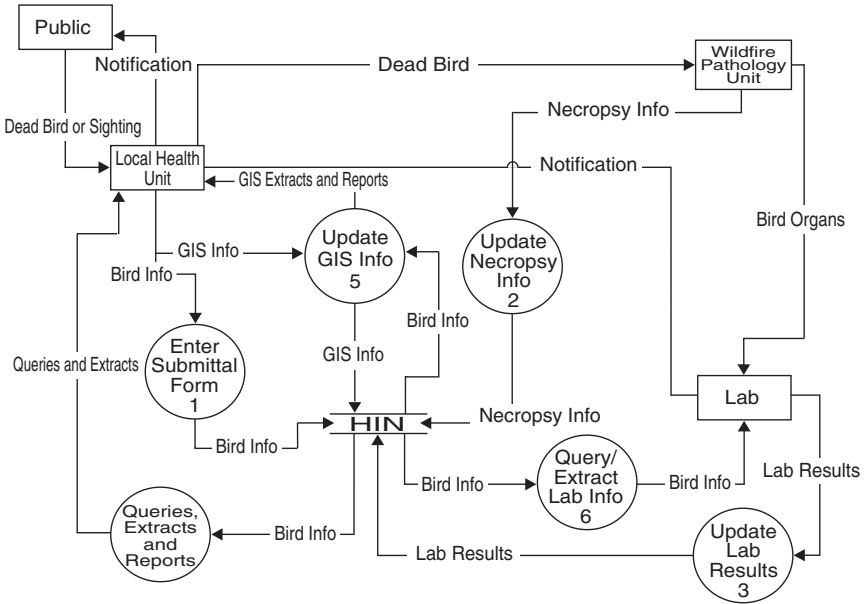 Public
Wildfire
Pathology
Unit
Notification
Dead Bird
Necropsy Info
Dead Bird or Sighting
Local Health
Unit
Notification
GIS Extracts and Reports
Bird Organs
Update
GIS Info
5
Update
Necropsy
Info
2
GIS Info
Bird Info
Bird Info
Enter
Submittal
Form
1
GIS Info
Queries and Extracts
Lab
HIN
Necropsy Info
Bird Info
Query/
Extract
Lab Info
6
Bird Info
Bird Info
Lab Results
Queries,
Extracts
and
Reports
Bird Info
Lab Results
Update
Lab
Results
3